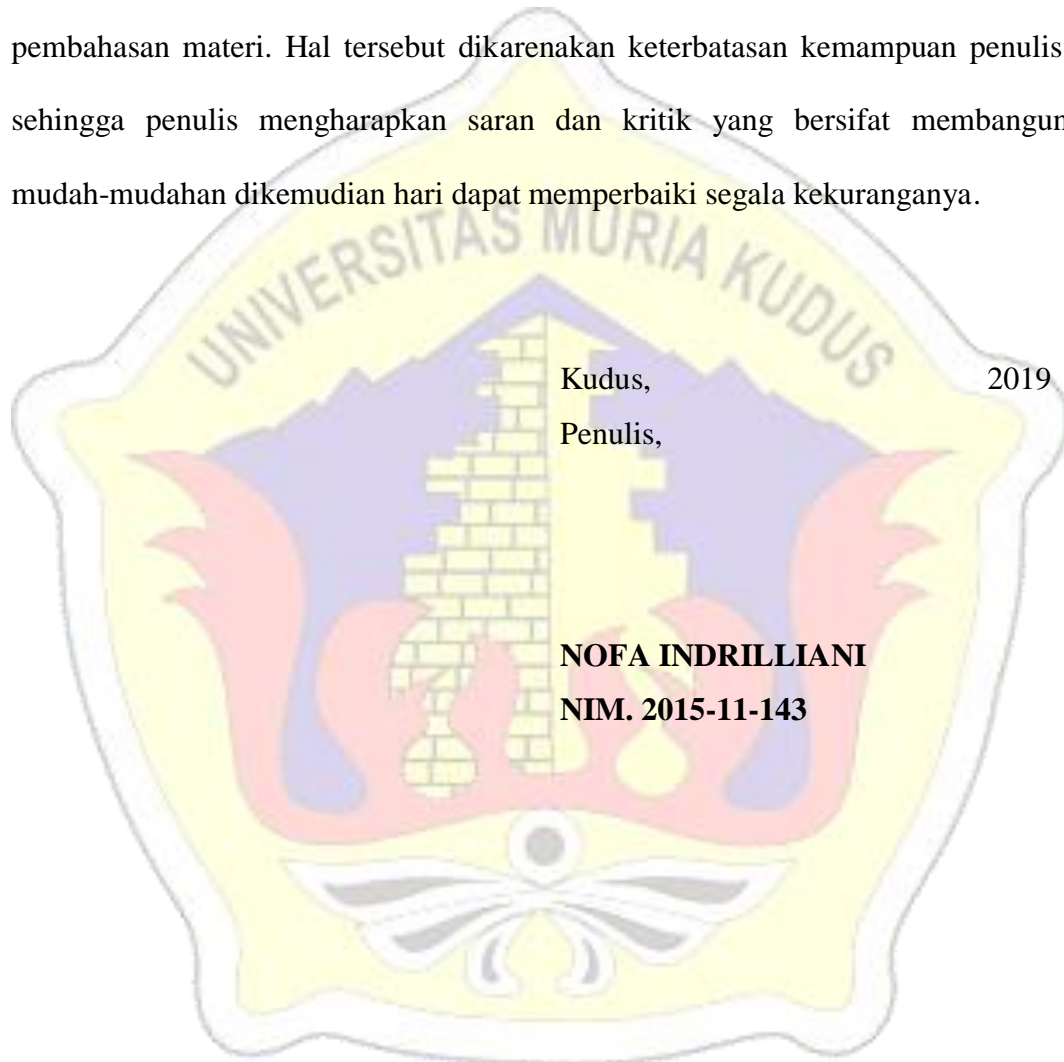 pembahasan materi. Hal tersebut dikarenakan keterbatasan kemampuan penulis
sehingga penulis mengharapkan saran dan kritik yang bersifat membangun
mudah-mudahan dikemudian hari dapat memperbaiki segala kekuranganya.
UNIVERSITAS MURIA KUDUS
Kudus, 2019
Penulis,
NOFA INDRILLIANI
NIM. 2015-11-143